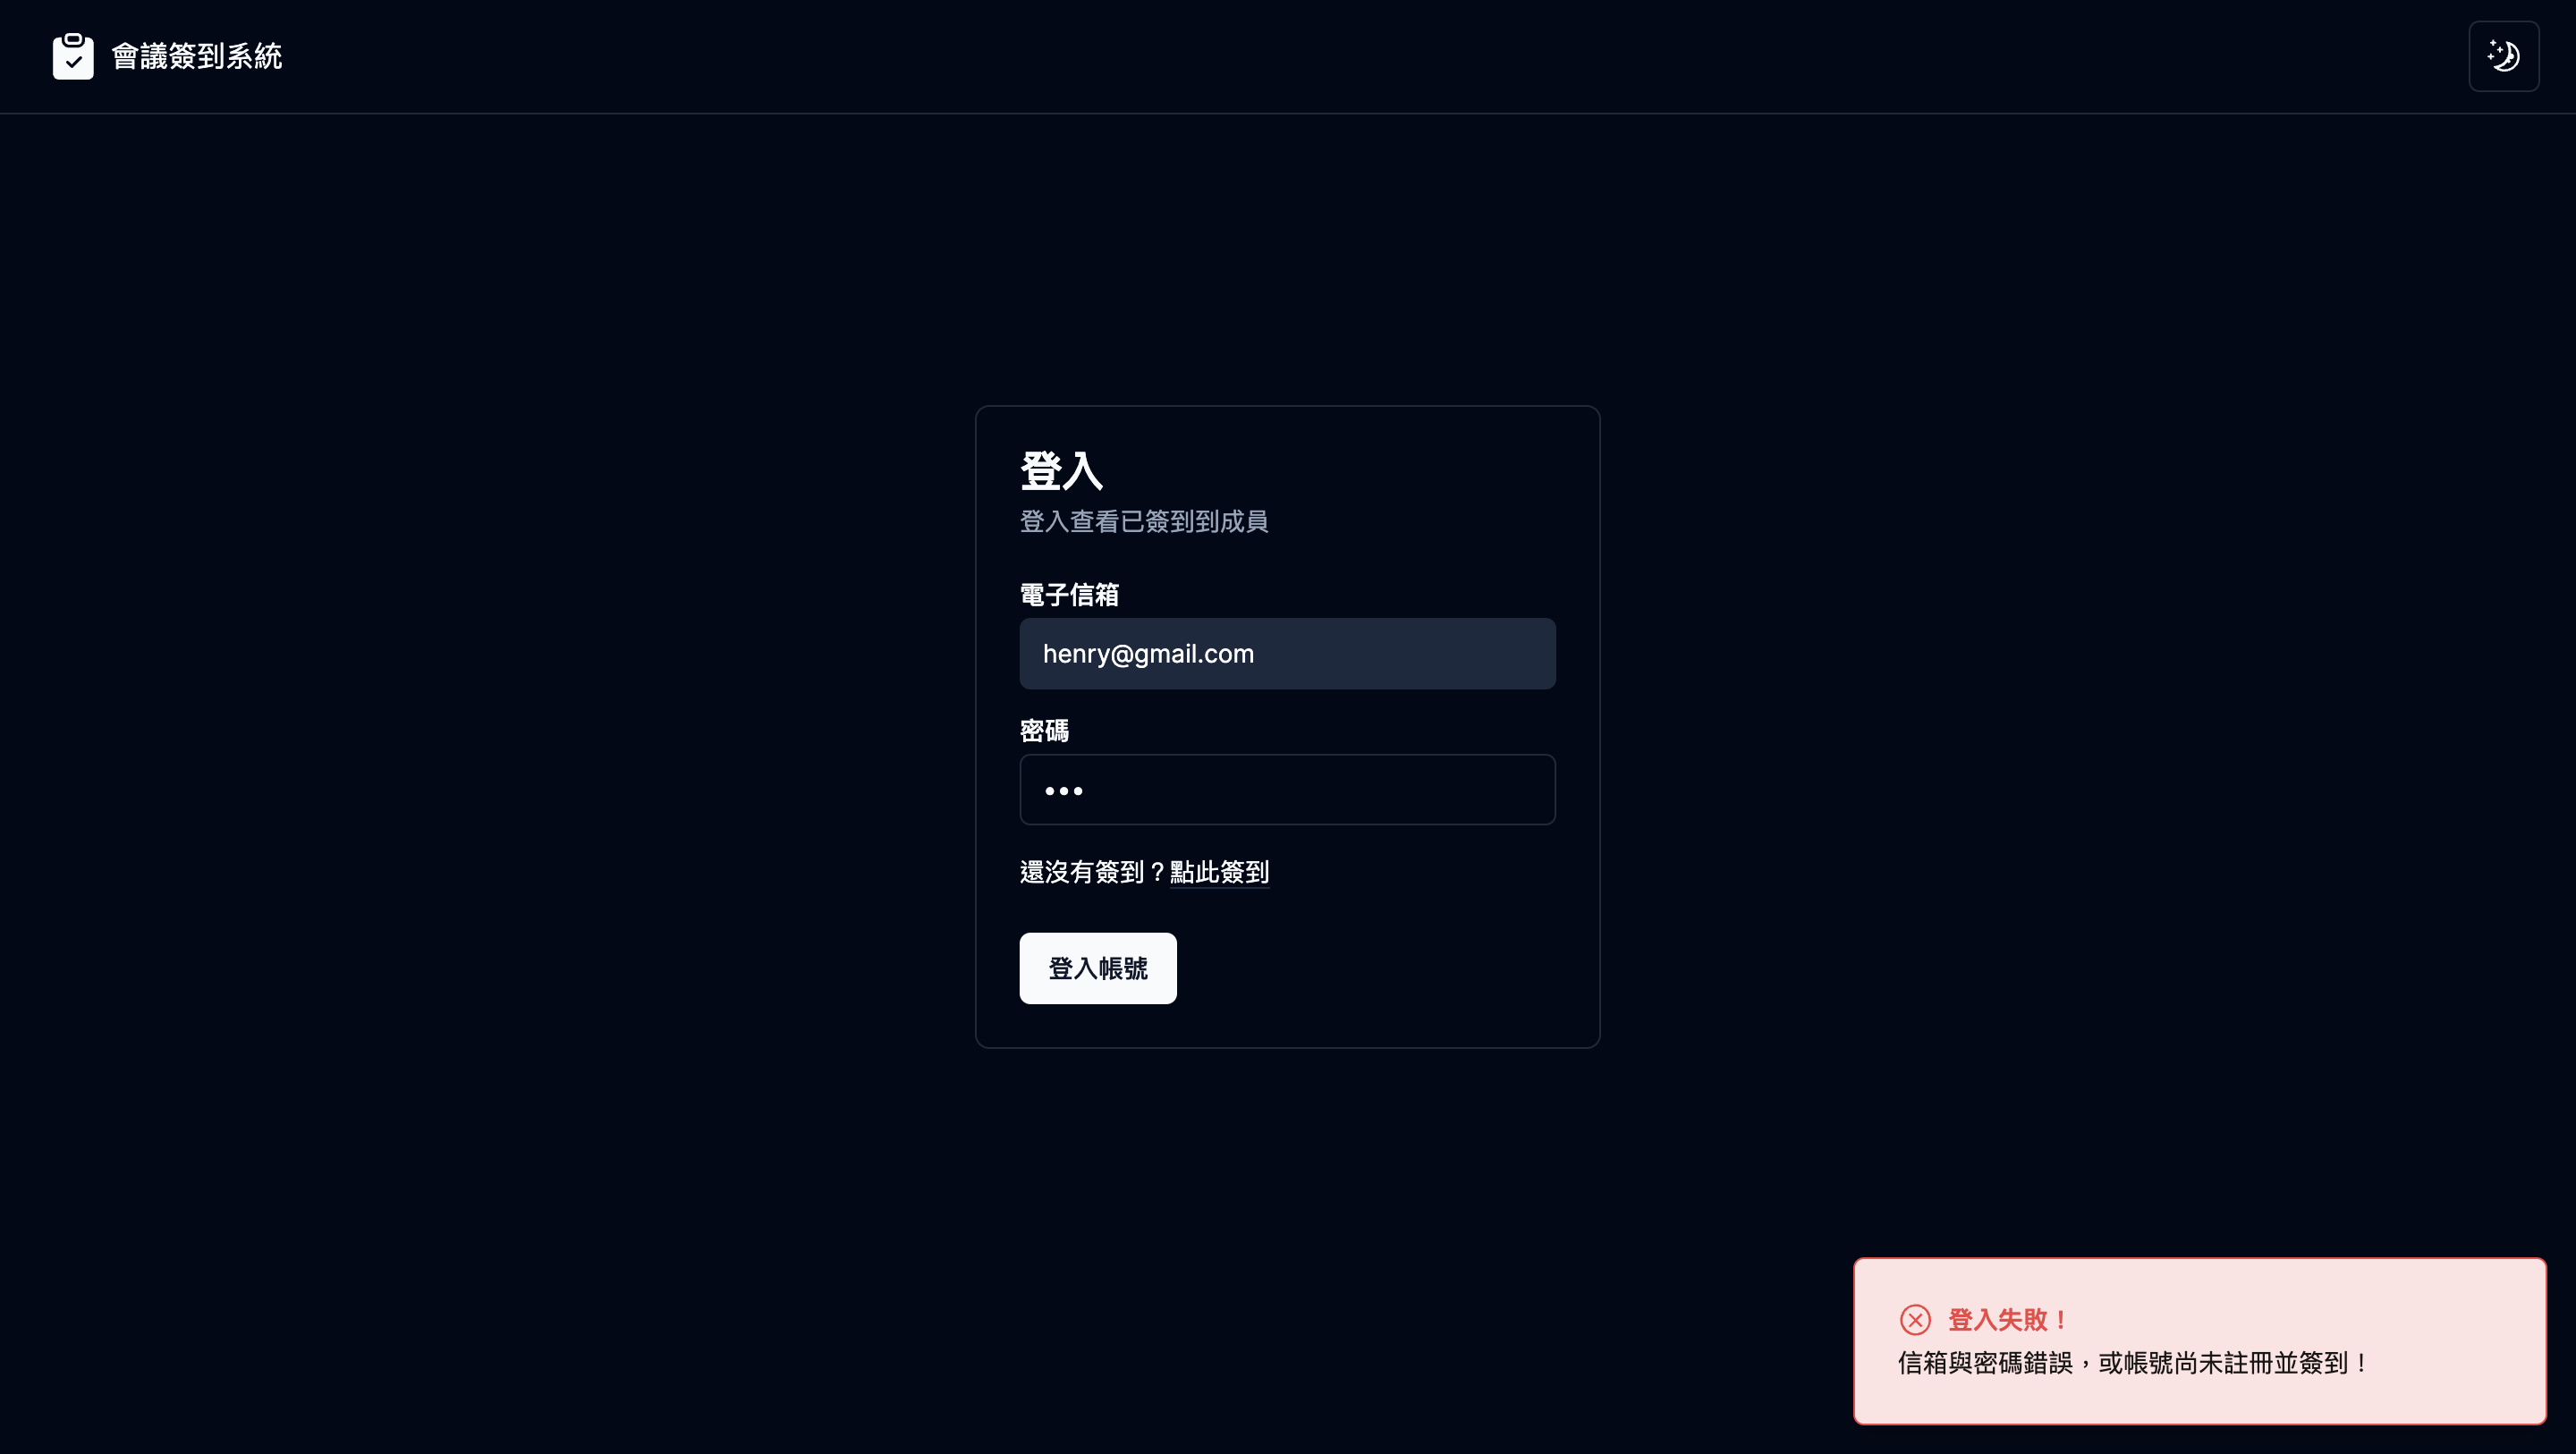 會議簽到系統
登入
登入查看已簽到到成員
電子信箱
henry@gmail.com
密碼
•••
還沒有簽到？點此簽到
登入帳號
登入失敗！
信箱與密碼錯誤，或帳號尚未註冊並簽到！